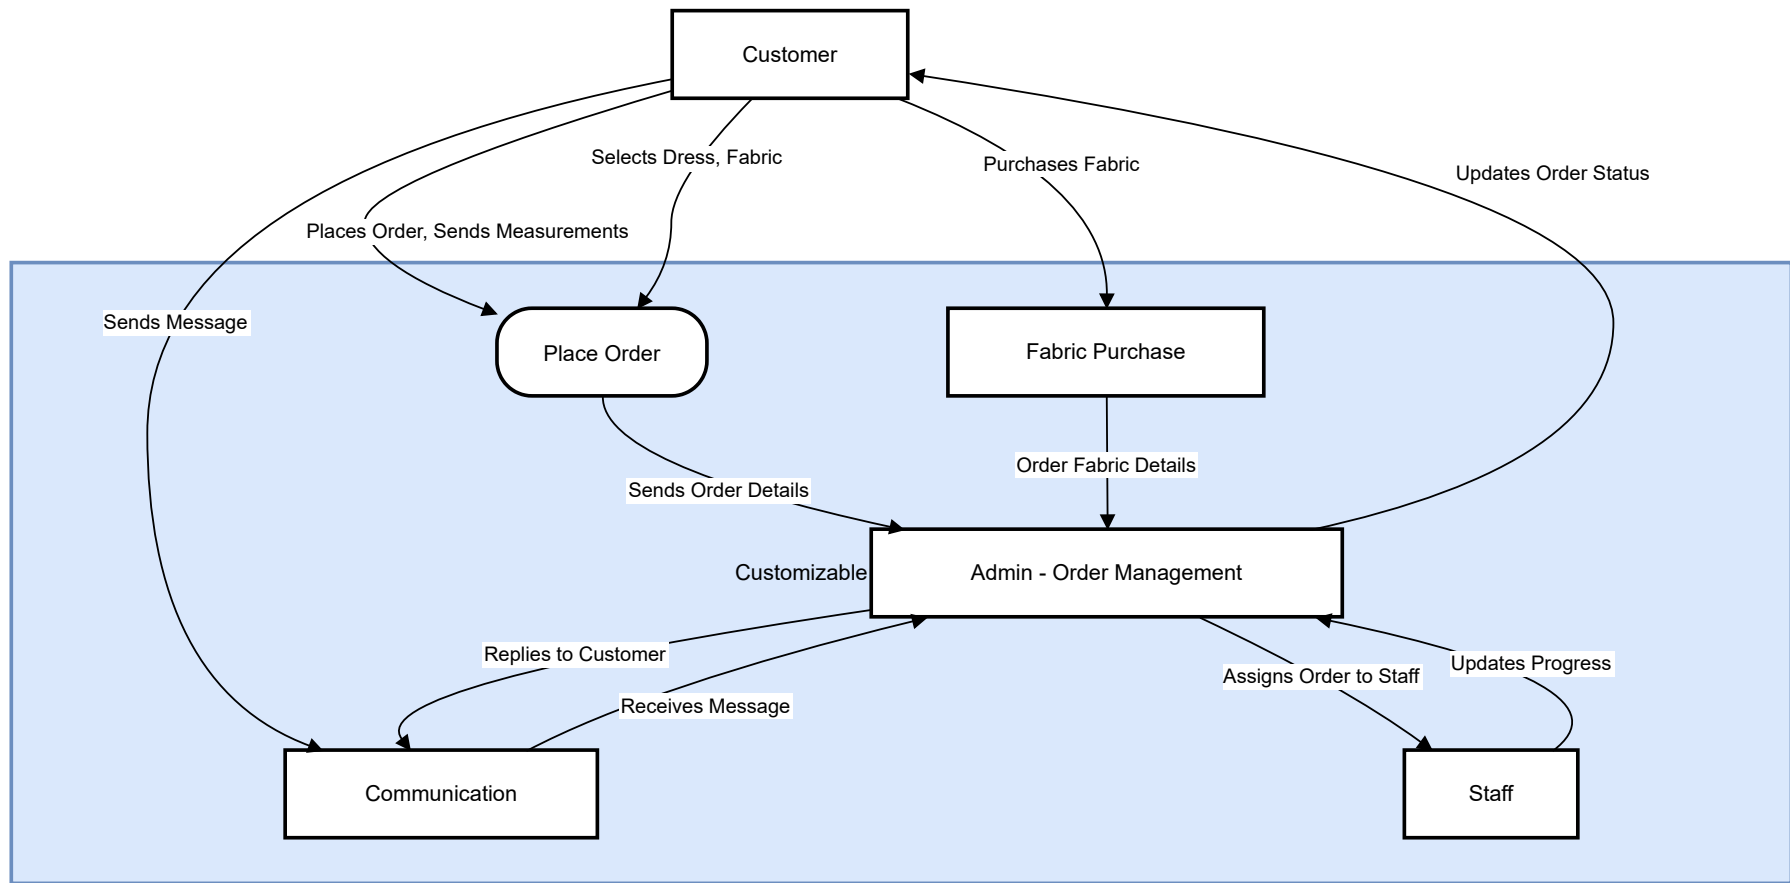 Customer
Selects Dress, Fabric
Purchases Fabric
Updates Order Status
Places Order, Sends Measurements
Sends Message
Place Order
Fabric Purchase
Order Fabric Details
Sends Order Details
Customizable
Admin - Order Management
Replies to Customer
Updates Progress
Assigns Order to Staff
Receives Message
Communication
Staff